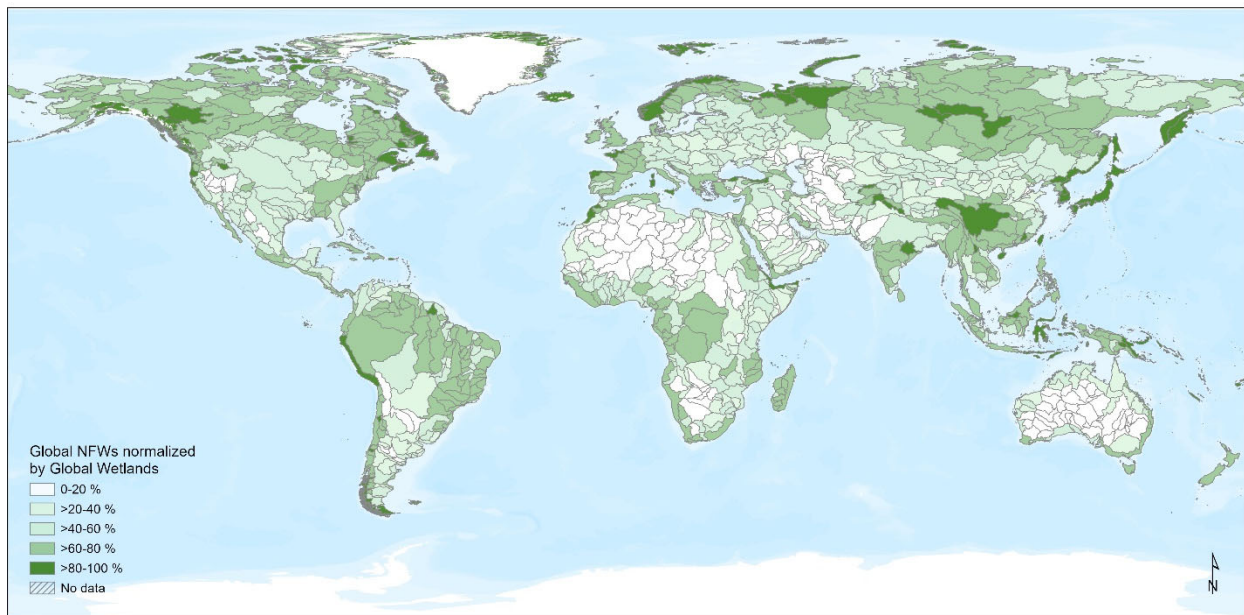 Global NFWs normalized
by Global Wetlands
0-20 %
>20-40 %
>40-60 %
>60-80 %
>80-100 %
No data
N